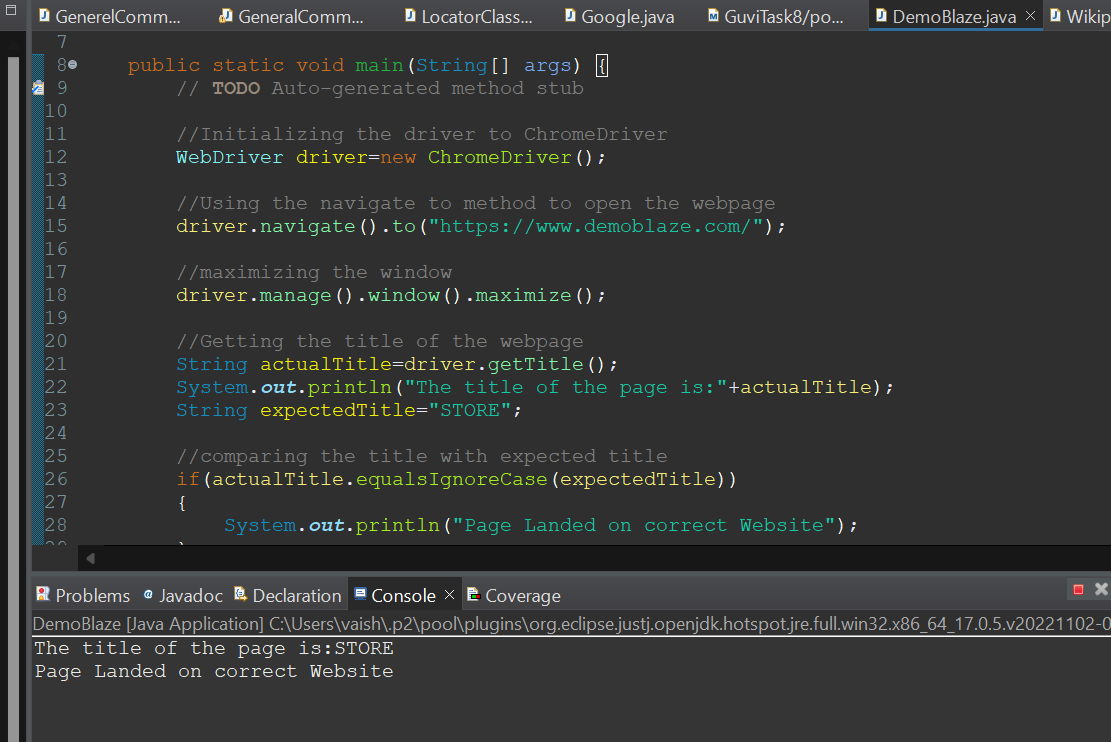 GenerelComm... GeneralComm... LocatorClass... Google.java GuviTask8/po... DemoBlaze.java Wikip
7
8 public static void main(String[] args) {
9 // TODO Auto-generated method stub
10
11 //Initializing the driver to ChromeDriver
12 WebDriver driver=new ChromeDriver();
13
14 //Using the navigate to method to open the webpage
15 driver.navigate().to("https://www.demoblaze.com/");
16
17 //maximizing the window
18 driver.manage().window().maximize();
19
20 //Getting the title of the webpage
21 String actualTitle=driver.getTitle();
22 System.out.println("The title of the page is:"+actualTitle);
23 String expectedTitle="STORE";
24
25 //comparing the title with expected title
26 if(actualTitle.equalsIgnoreCase(expectedTitle))
27 {
28 System.out.println("Page Landed on correct Website");
Problems Javadoc Declaration Console Coverage
DemoBlaze [Java Application] C:\Users\vaish\.p2\pool\plugins\org.eclipse.justj.openjdk.hotspot.jre.full.win32.x86_64_17.0.5.v20221102-0
The title of the page is:STORE
Page Landed on correct Website